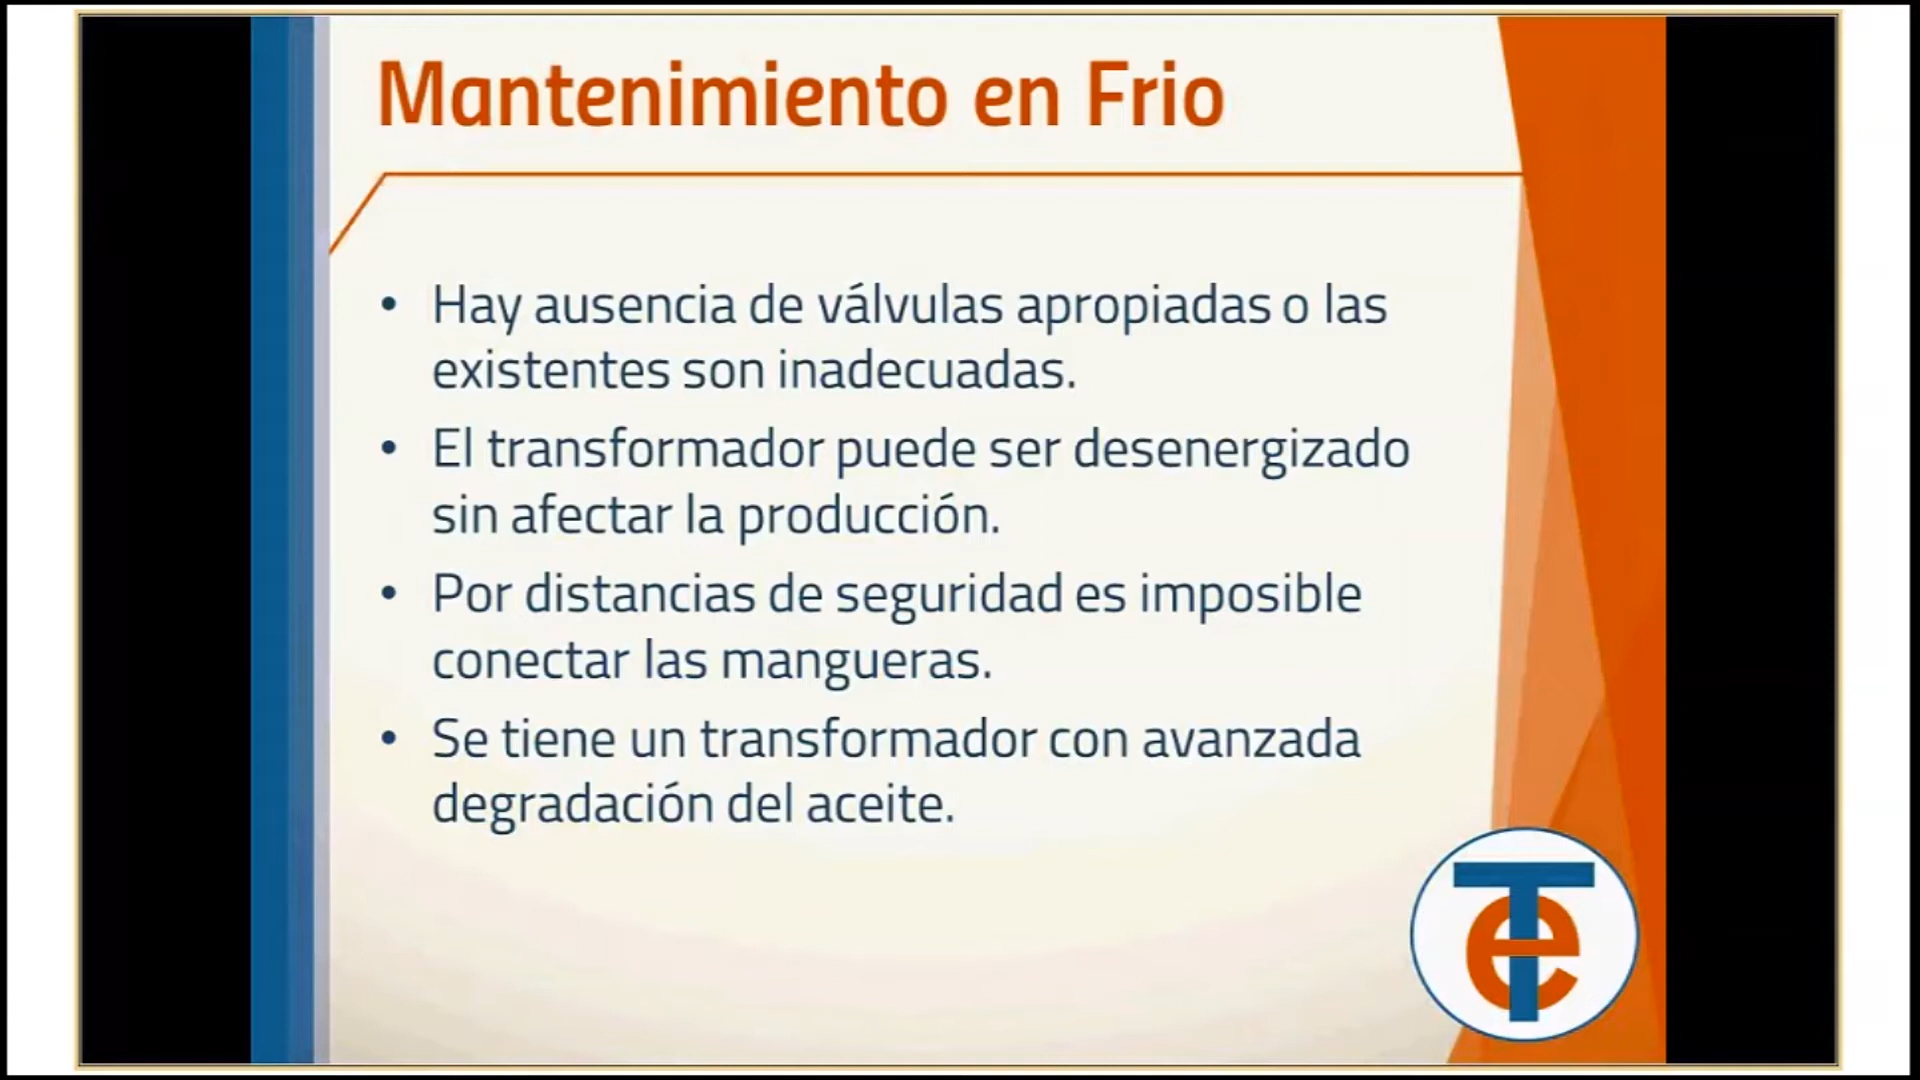 Mantenimiento en Frio
• Hay ausencia de válvulas apropiadas o las
existentes son inadecuadas.
• El transformador puede ser desenergizado
sin afectar la producción.
• Por distancias de seguridad es imposible
conectar las mangueras.
• Se tiene un transformador con avanzada
degradación del aceite.
Te